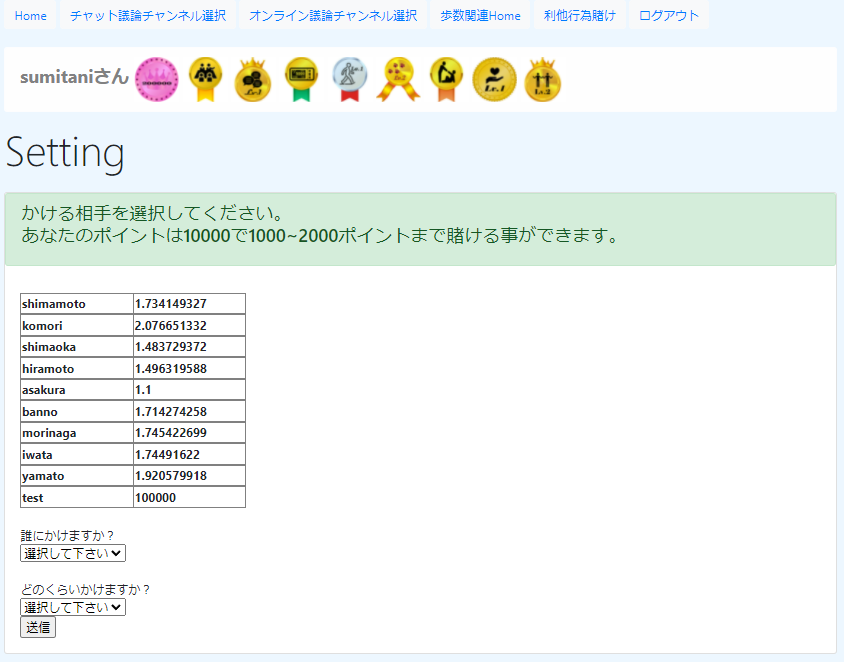 Home チャット議論チャンネル選択 オンライン議論チャンネル選択 歩数関連Home 利他行為賭け ログアウト
sumitaniさん
Setting
かける相手を選択してください。
あなたのポイントは10000で1000~2000ポイントまで賭ける事ができます。
shimamoto 1.734149327
komori 2.076651332
shimaoka 1.483729372
hiramoto 1.496319588
asakura 1.1
banno 1.714274258
morinaga 1.745422699
iwata 1.74491622
yamato 1.920579918
test 100000
誰にかけますか？
選択して下さい
どのくらいかけますか？
選択して下さい
送信